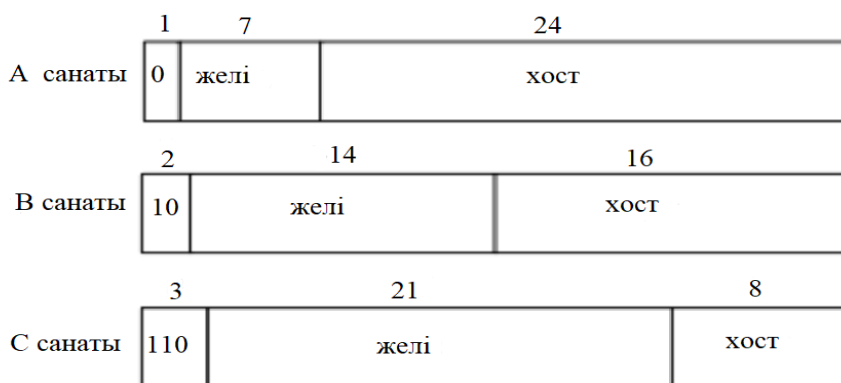 1 7 24
А санаты 0 желі хост
2 14 16
В санаты 10 желі хост
3 21 8
С санаты 110 желі хост